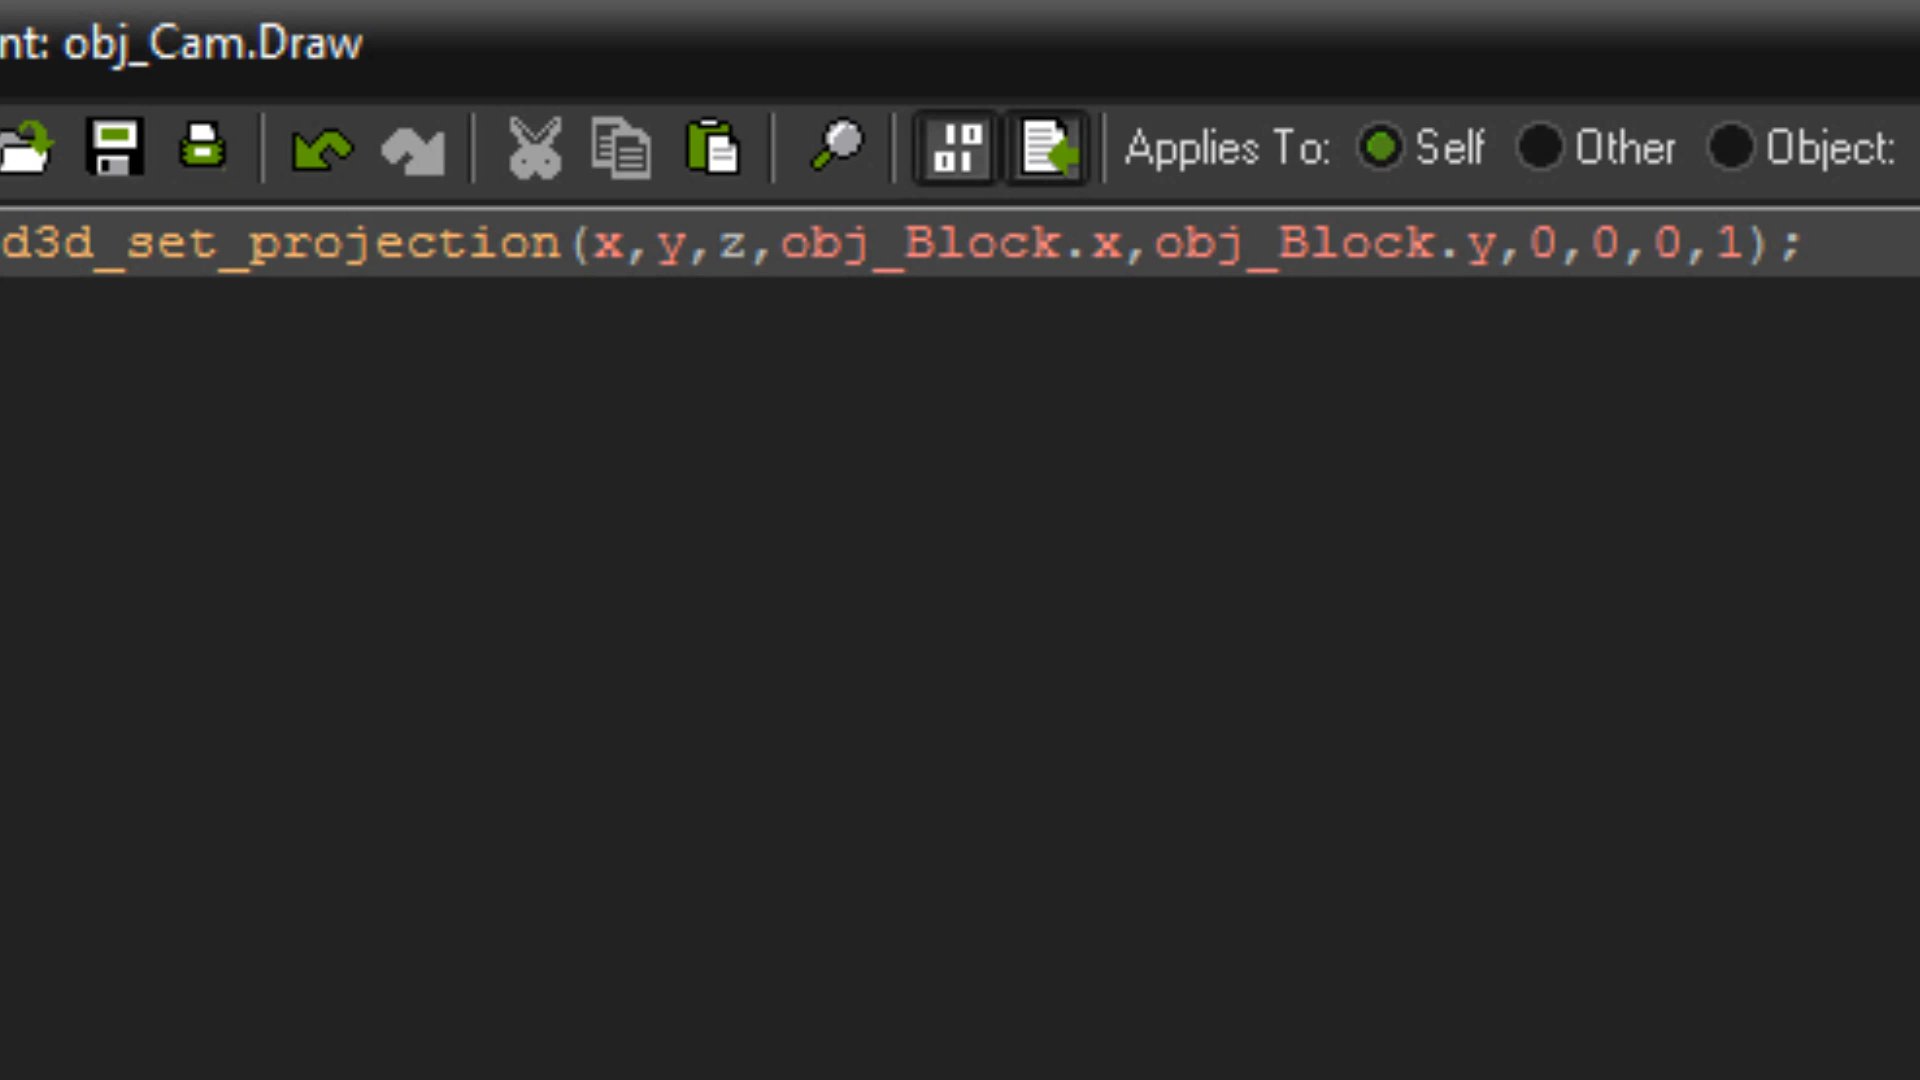 nt: obj_Cam.Draw
Applies To: Self Other Object:
d3d_set_projection(x,y,z,obj_Block.x,obj_Block.y,0,0,0,1);